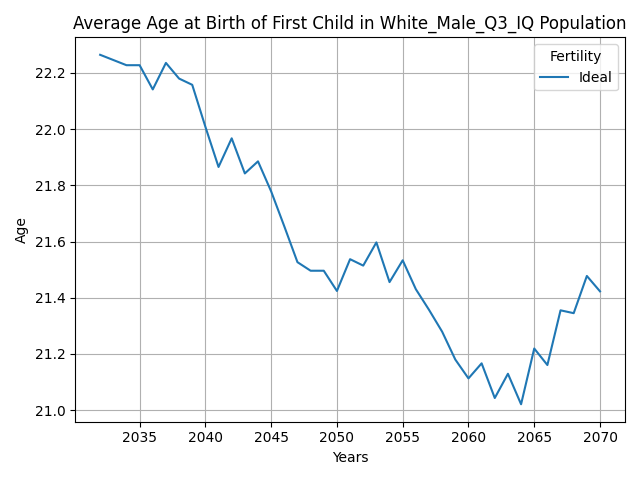 Average Age at Birth of First Child in White_Male_Q3_IQ Population
Fertility
Ideal
Age
22.2
22.0
21.8
21.6
21.4
21.2
21.0
2035 2040 2045 2050 2055 2060 2065 2070
Years